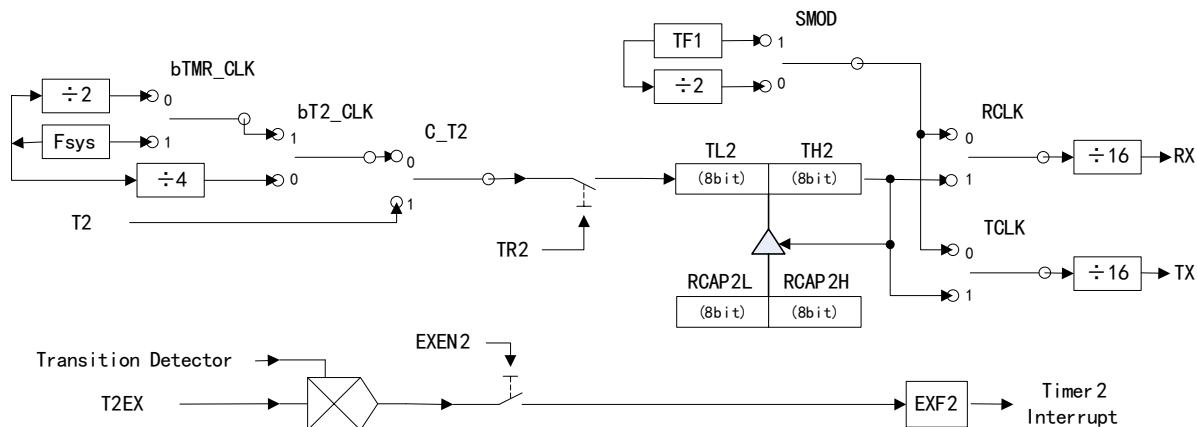 SMOD
TF1
1
÷2
0
bTMR_CLK
÷2
0
Fsys
1
bT2_CLK
1
÷4
0
C_T2
0
1
T2
TR2
TL2
TH2
(8bit)
(8bit)
RCAP2L
RCAP2H
(8bit)
(8bit)
RCLK
0
1
÷16
RX
TCLK
0
1
÷16
TX
Transition Detector
T2EX
EXEN2
EXF2
Timer2
Interrupt